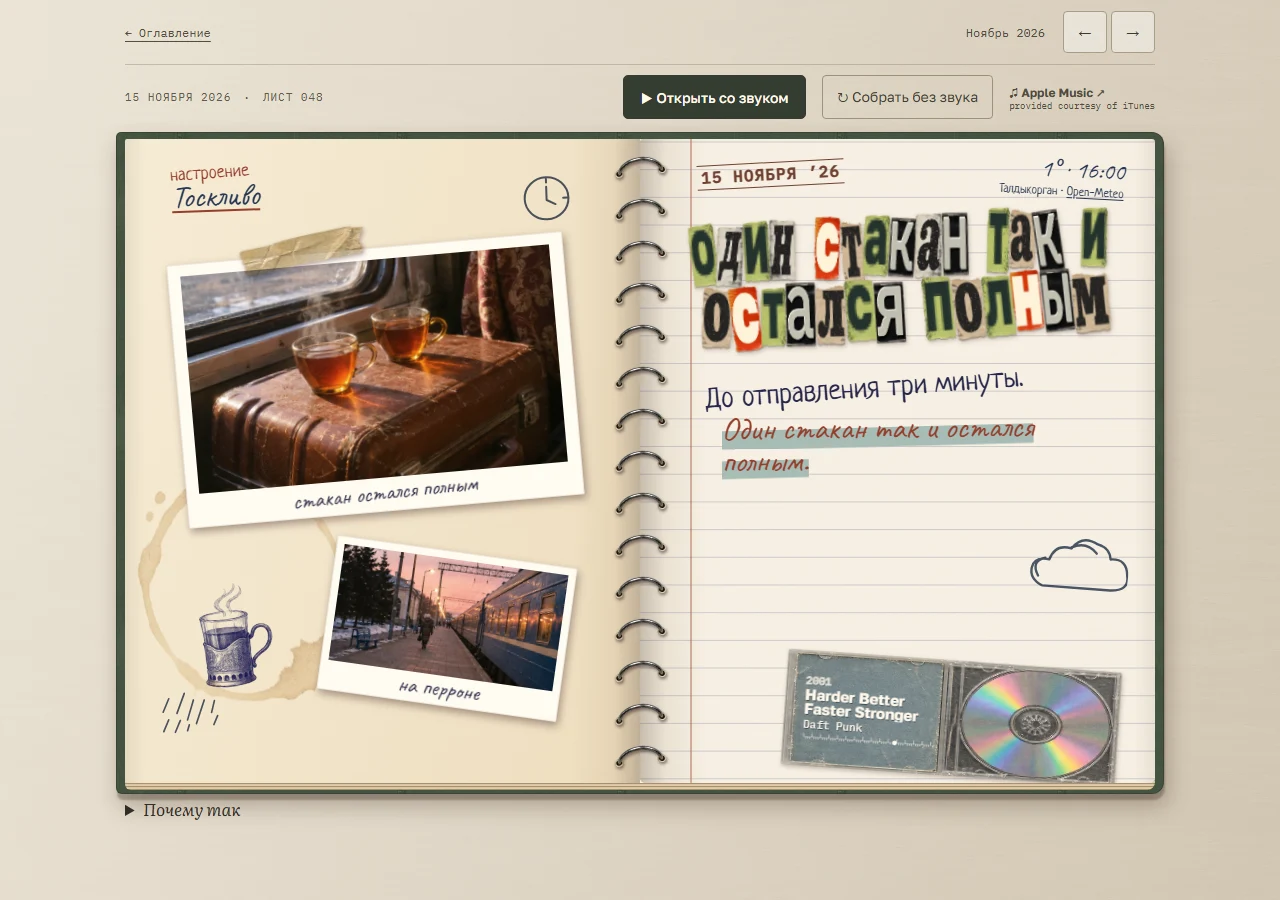 ← Оглавление
Ноябрь 2026
←
→
15 НОЯБРЯ 2026 · ЛИСТ 048
▶ Открыть со звуком
↻ Собрать без звука
♫ Apple Music ↗
provided courtesy of iTunes
настроение
Тоскливо
стакан остался полным
на перроне
15 НОЯБРЯ ’26
1° · 16:00
Талдыкорган · Open-Meteo
один стакан так и
остался полным
До отправления три минуты.
Один стакан так и остался
полным.
2001
Harder Better
Faster Stronger
Daft Punk
▶ Почему так